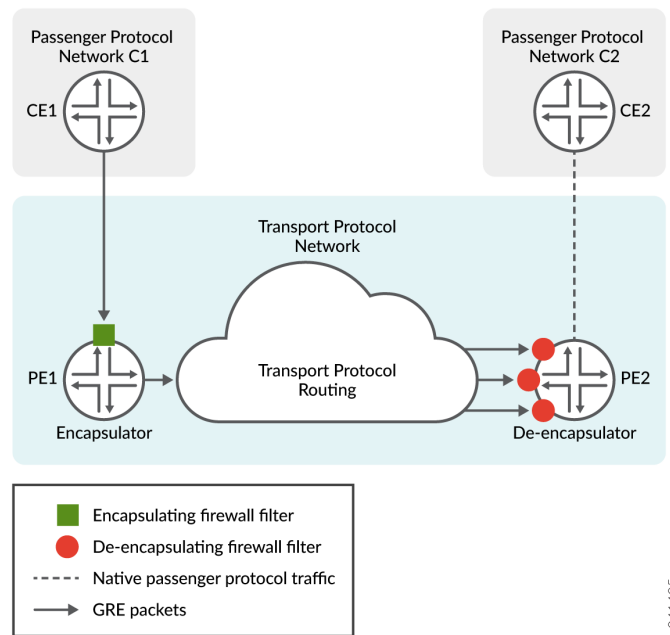 Passenger Protocol
Network C1
Passenger Protocol
Network C2
CE1
CE2
Transport Protocol
Network
Transport Protocol
Routing
PE1
PE2
Encapsulator
De-encapsulator
Encapsulating firewall filter
De-encapsulating firewall filter
Native passenger protocol traffic
GRE packets